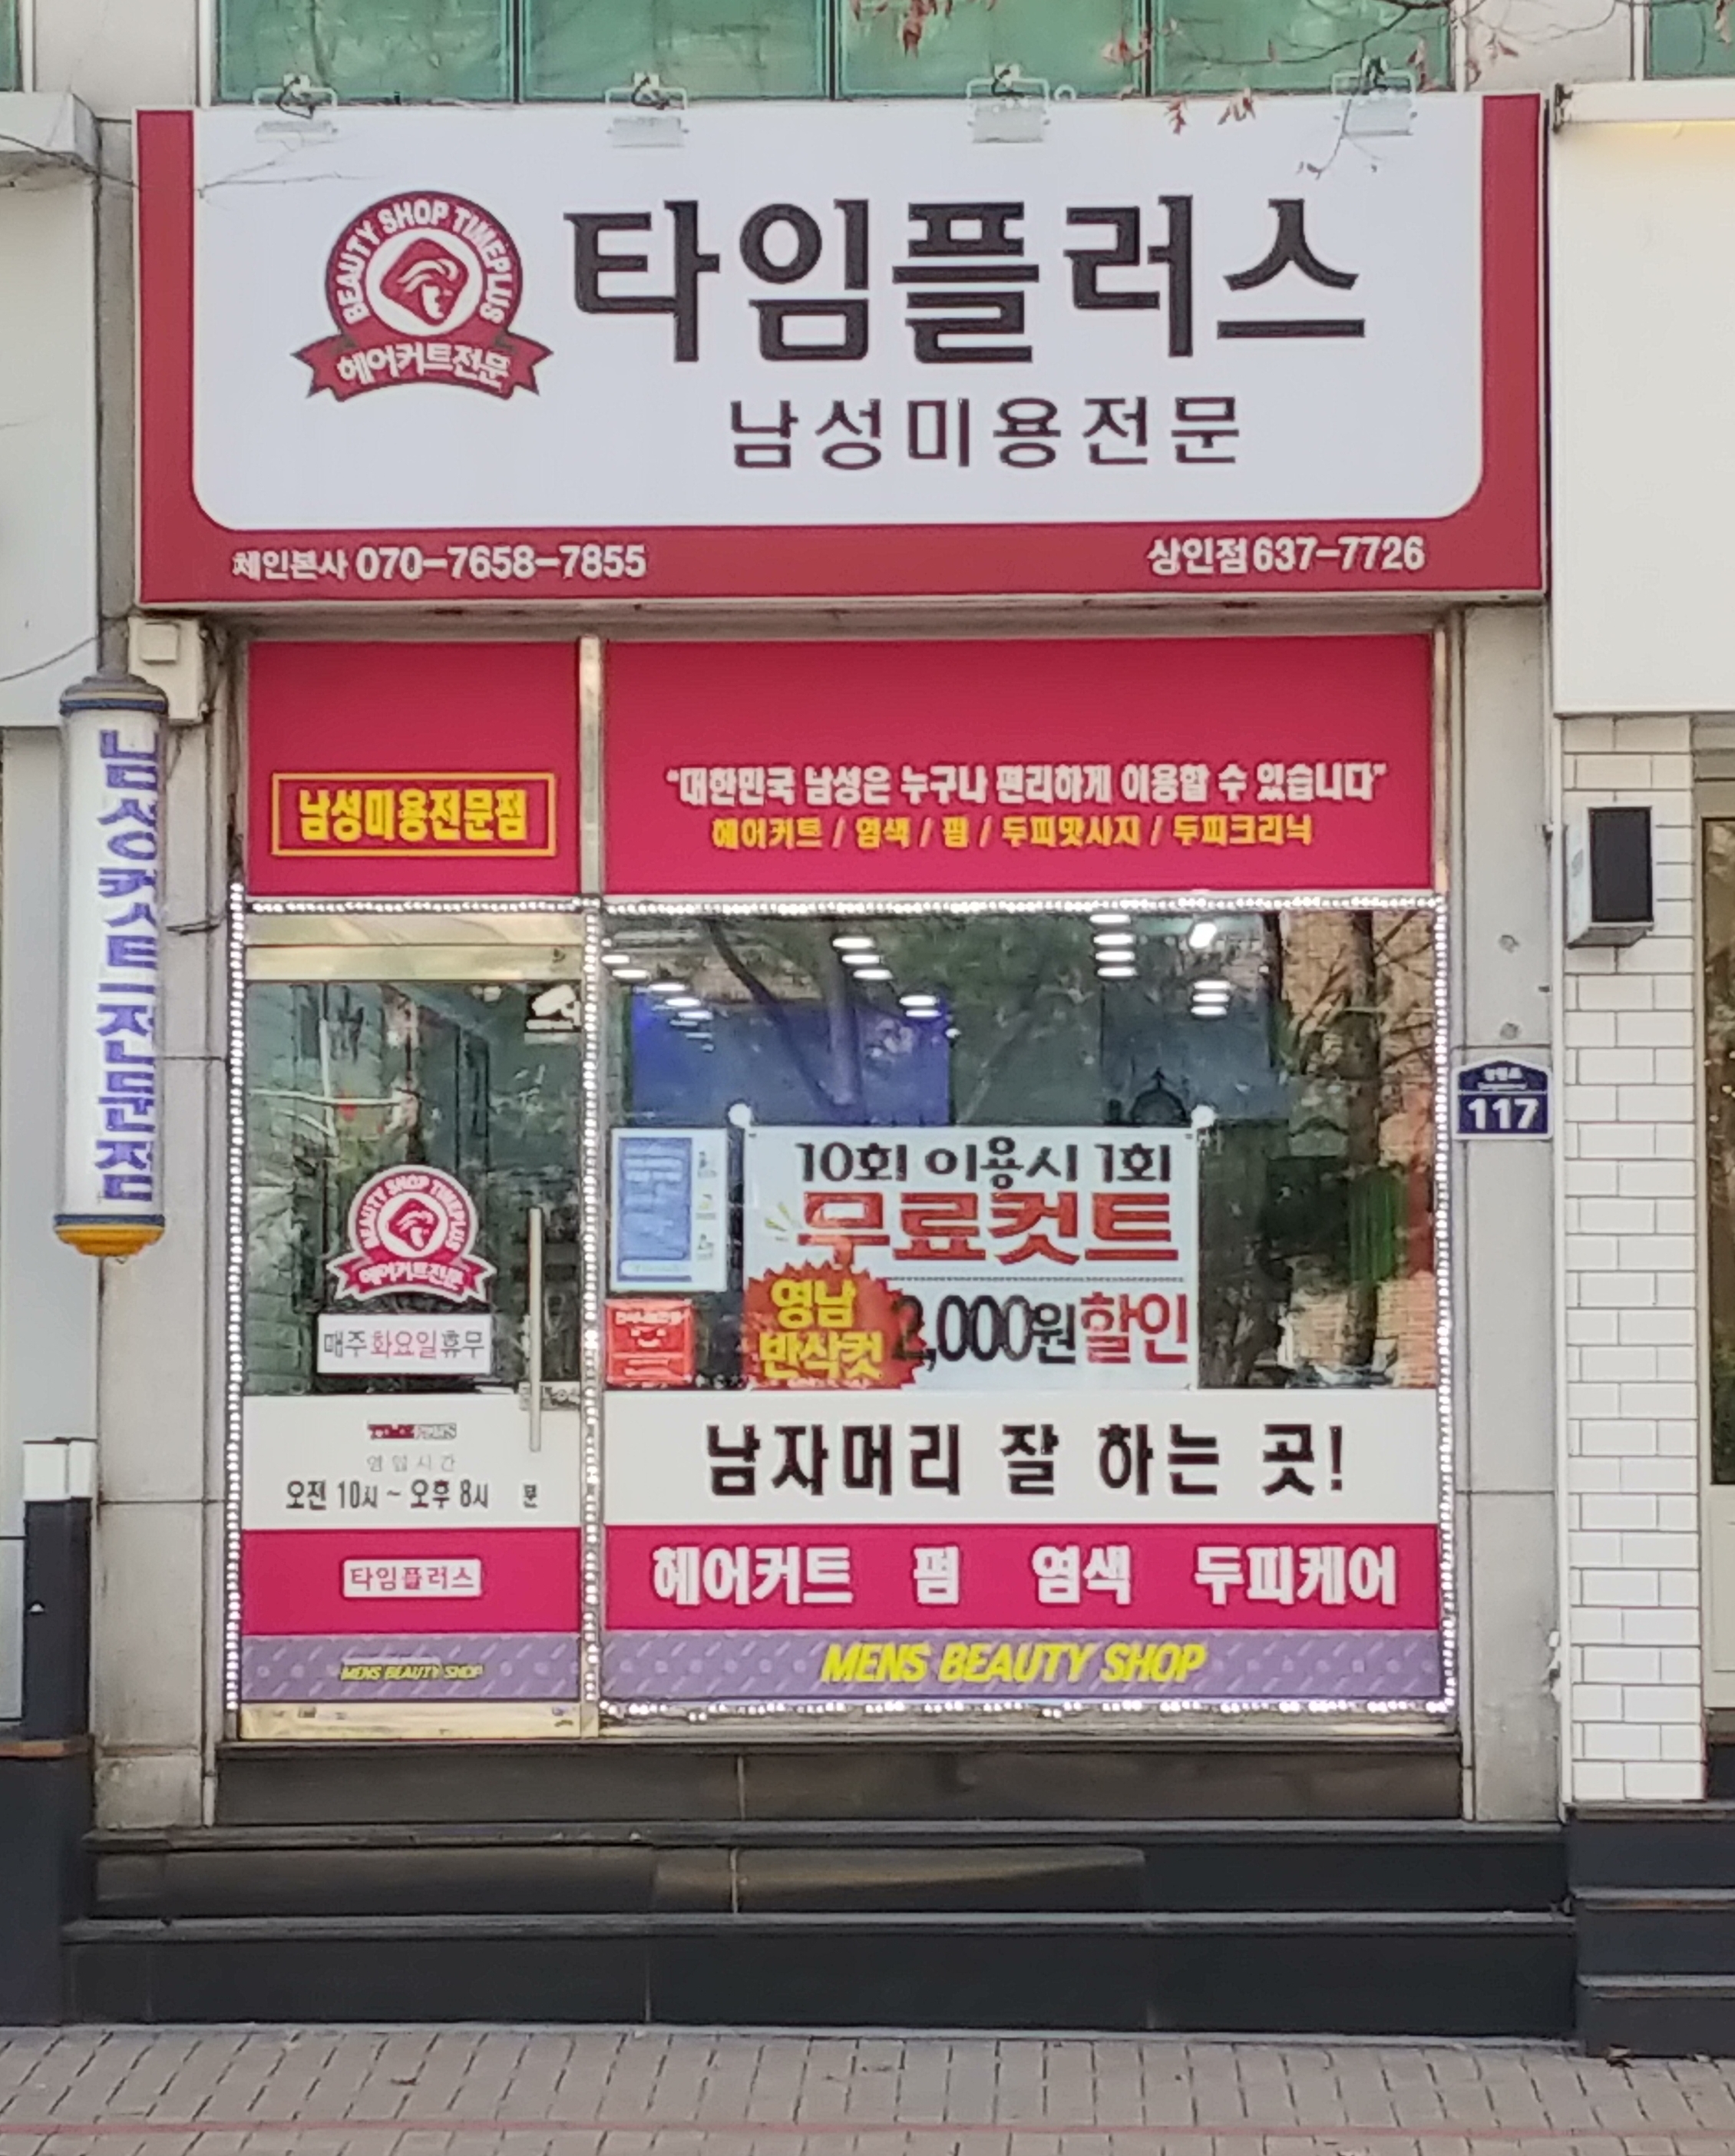 BEAUTY SHOP TIMEPLUS
헤어커트전문
타임플러스
남성미용전문
체인본사 070-7658-7855
상인점 637-7726
남성커트전문점
남성미용전문점
“대한민국 남성은 누구나 편리하게 이용할 수 있습니다”
헤어커트 / 염색 / 펌 / 두피맛사지 / 두피크리닉
117
10회 이용시 1회
무료컷트
영남
반삭컷
2,000원할인
BEAUTY SHOP TIMEPLUS
헤어커트전문
매주화요일휴무
영업시간
오전 10시 ~ 오후 8시
문
남자머리 잘 하는 곳!
타임플러스
헤어커트 펌 염색 두피케어
MENS BEAUTY SHOP
MENS BEAUTY SHOP